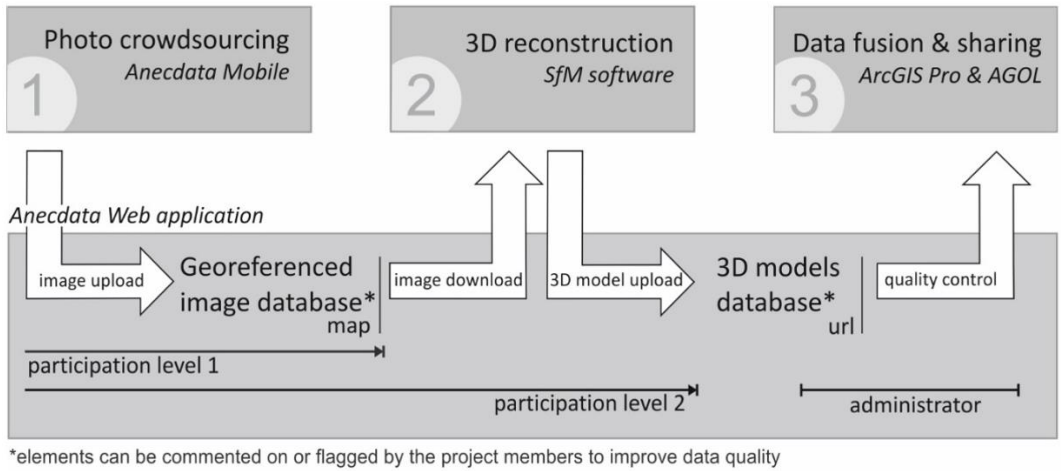 Photo crowdsourcing
Anecdata Mobile
1
3D reconstruction
SfM software
2
Data fusion & sharing
ArcGIS Pro & AGOL
3
Anecdata Web application
image upload
Georeferenced
image database*
map
image download
3D model upload
3D models
database*
url
quality control
participation level 1
participation level 2
administrator
*elements can be commented on or flagged by the project members to improve data quality